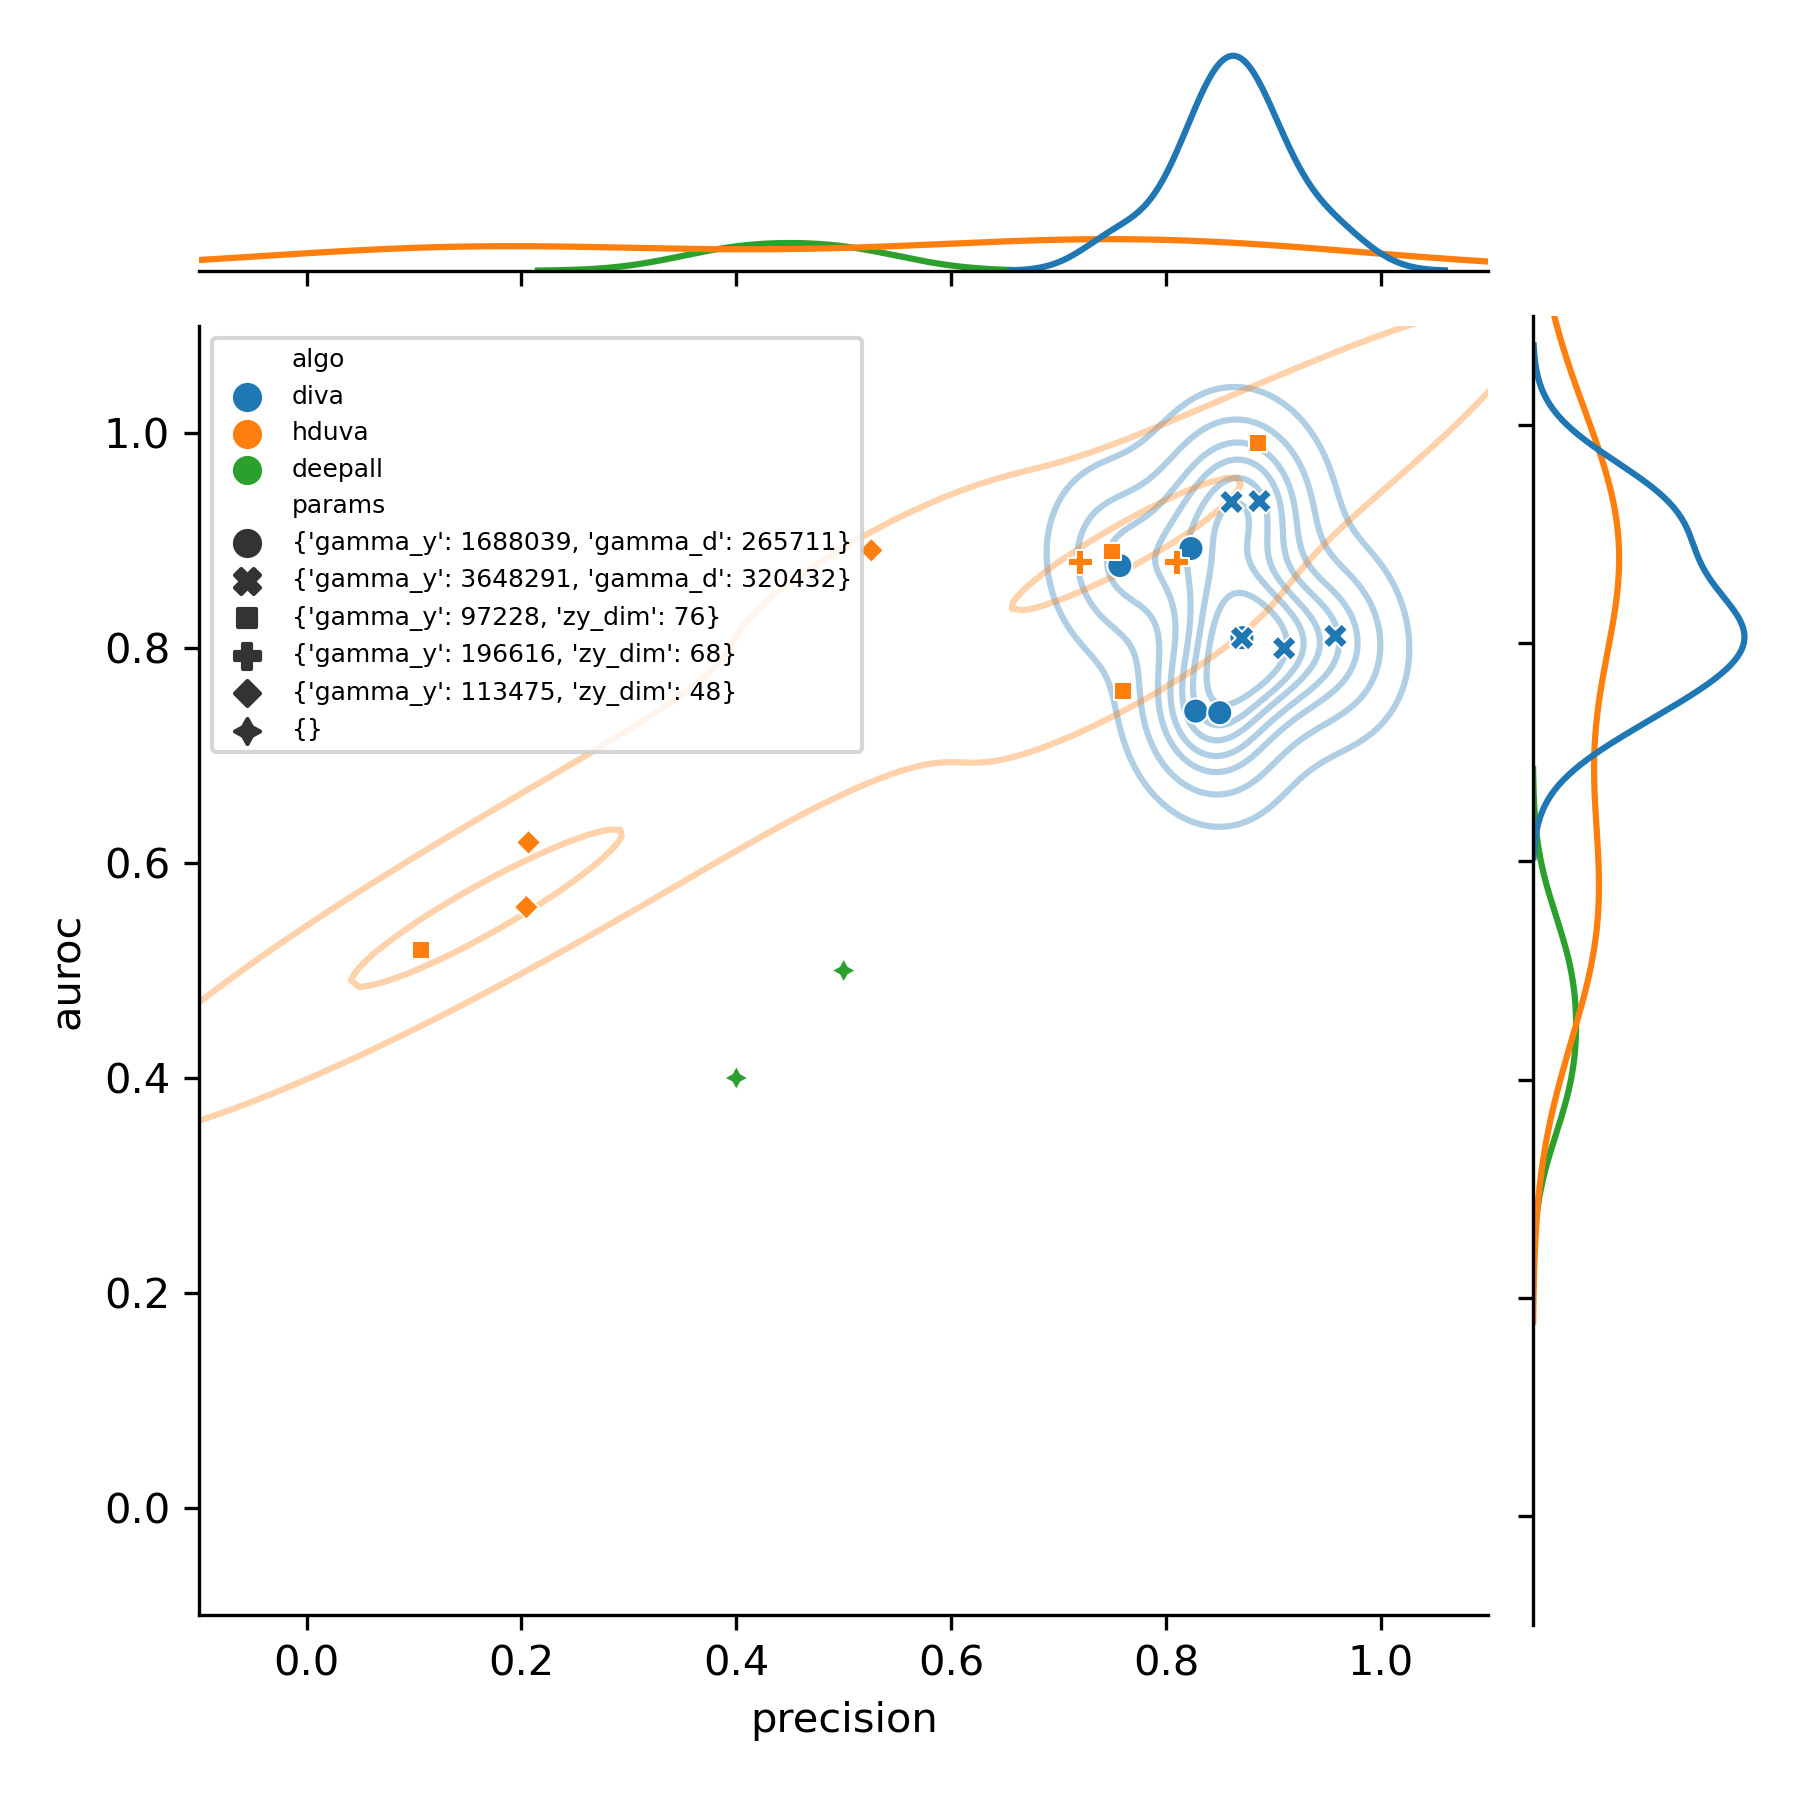 algo
diva
hduva
deepall
params
{'gamma_y': 1688039, 'gamma_d': 265711}
{'gamma_y': 3648291, 'gamma_d': 320432}
{'gamma_y': 97228, 'zy_dim': 76}
{'gamma_y': 196616, 'zy_dim': 68}
{'gamma_y': 113475, 'zy_dim': 48}
{}
1.0
0.8
0.6
0.4
0.2
0.0
auroc
0.0 0.2 0.4 0.6 0.8 1.0
precision